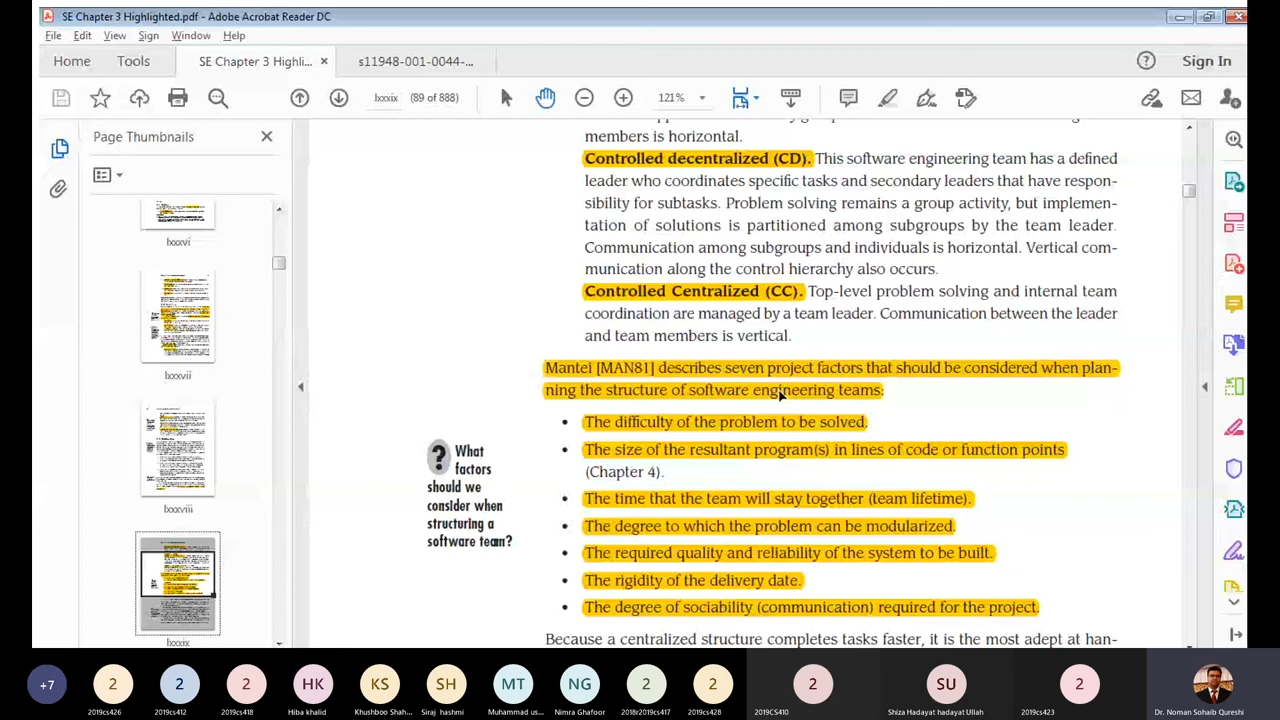 SE Chapter 3 Highlighted.pdf - Adobe Acrobat Reader DC
File Edit View Sign Window Help
Home Tools SE Chapter 3 Highli... × s11948-001-0044-... Sign In
lxxxix (89 of 888) 121%
Page Thumbnails
lxxxvi
lxxxvii
lxxxviii
lxxxix
members is horizontal.
Controlled decentralized (CD). This software engineering team has a defined
leader who coordinates specific tasks and secondary leaders that have respon-
sibility for subtasks. Problem solving remains a group activity, but implemen-
tation of solutions is partitioned among subgroups by the team leader.
Communication among subgroups and individuals is horizontal. Vertical com-
munication along the control hierarchy also occurs.
Controlled Centralized (CC). Top-level problem solving and internal team
coordination are managed by a team leader. Communication between the leader
and team members is vertical.
Mantei [MAN81] describes seven project factors that should be considered when plan-
ning the structure of software engineering teams:
• The difficulty of the problem to be solved.
• The size of the resultant program(s) in lines of code or function points
(Chapter 4).
• The time that the team will stay together (team lifetime).
• The degree to which the problem can be modularized.
• The required quality and reliability of the system to be built.
• The rigidity of the delivery date.
• The degree of sociability (communication) required for the project.
Because a centralized structure completes tasks faster, it is the most adept at han-
? What
factors
should we
consider when
structuring a
software team?
+7 2 2 2 HK KS SH MT NG 2 2 2 SU 2
2019cs426 2019cs412 2019cs418 Hiba khalid Khushboo Shah... Siraj hashmi Muhammad us... Nimra Ghafoor 2018r2019cs417 2019cs428 2019CS410 Shiza Hadayat hadayat Ullah 2019cs423 Dr. Noman Sohaib Qureshi